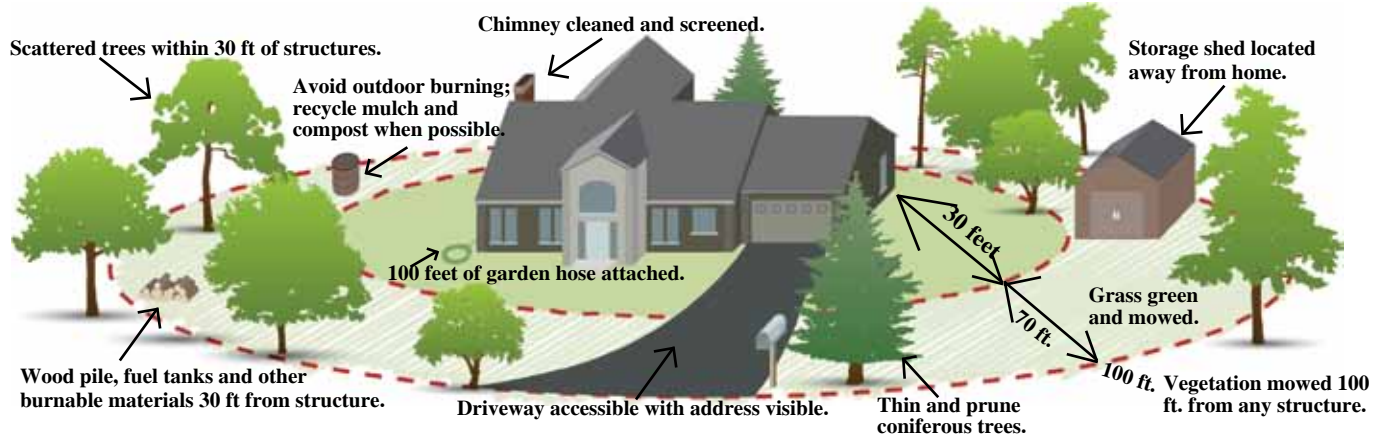 Chimney cleaned and screened.
Scattered trees within 30 ft of structures.
Storage shed located
away from home.
Avoid outdoor burning;
recycle mulch and
compost when possible.
30 feet
100 feet of garden hose attached.
Grass green
and mowed.
70 ft.
Wood pile, fuel tanks and other
burnable materials 30 ft from structure.
Driveway accessible with address visible.
Thin and prune
coniferous trees.
100 ft.
Vegetation mowed 100
ft. from any structure.